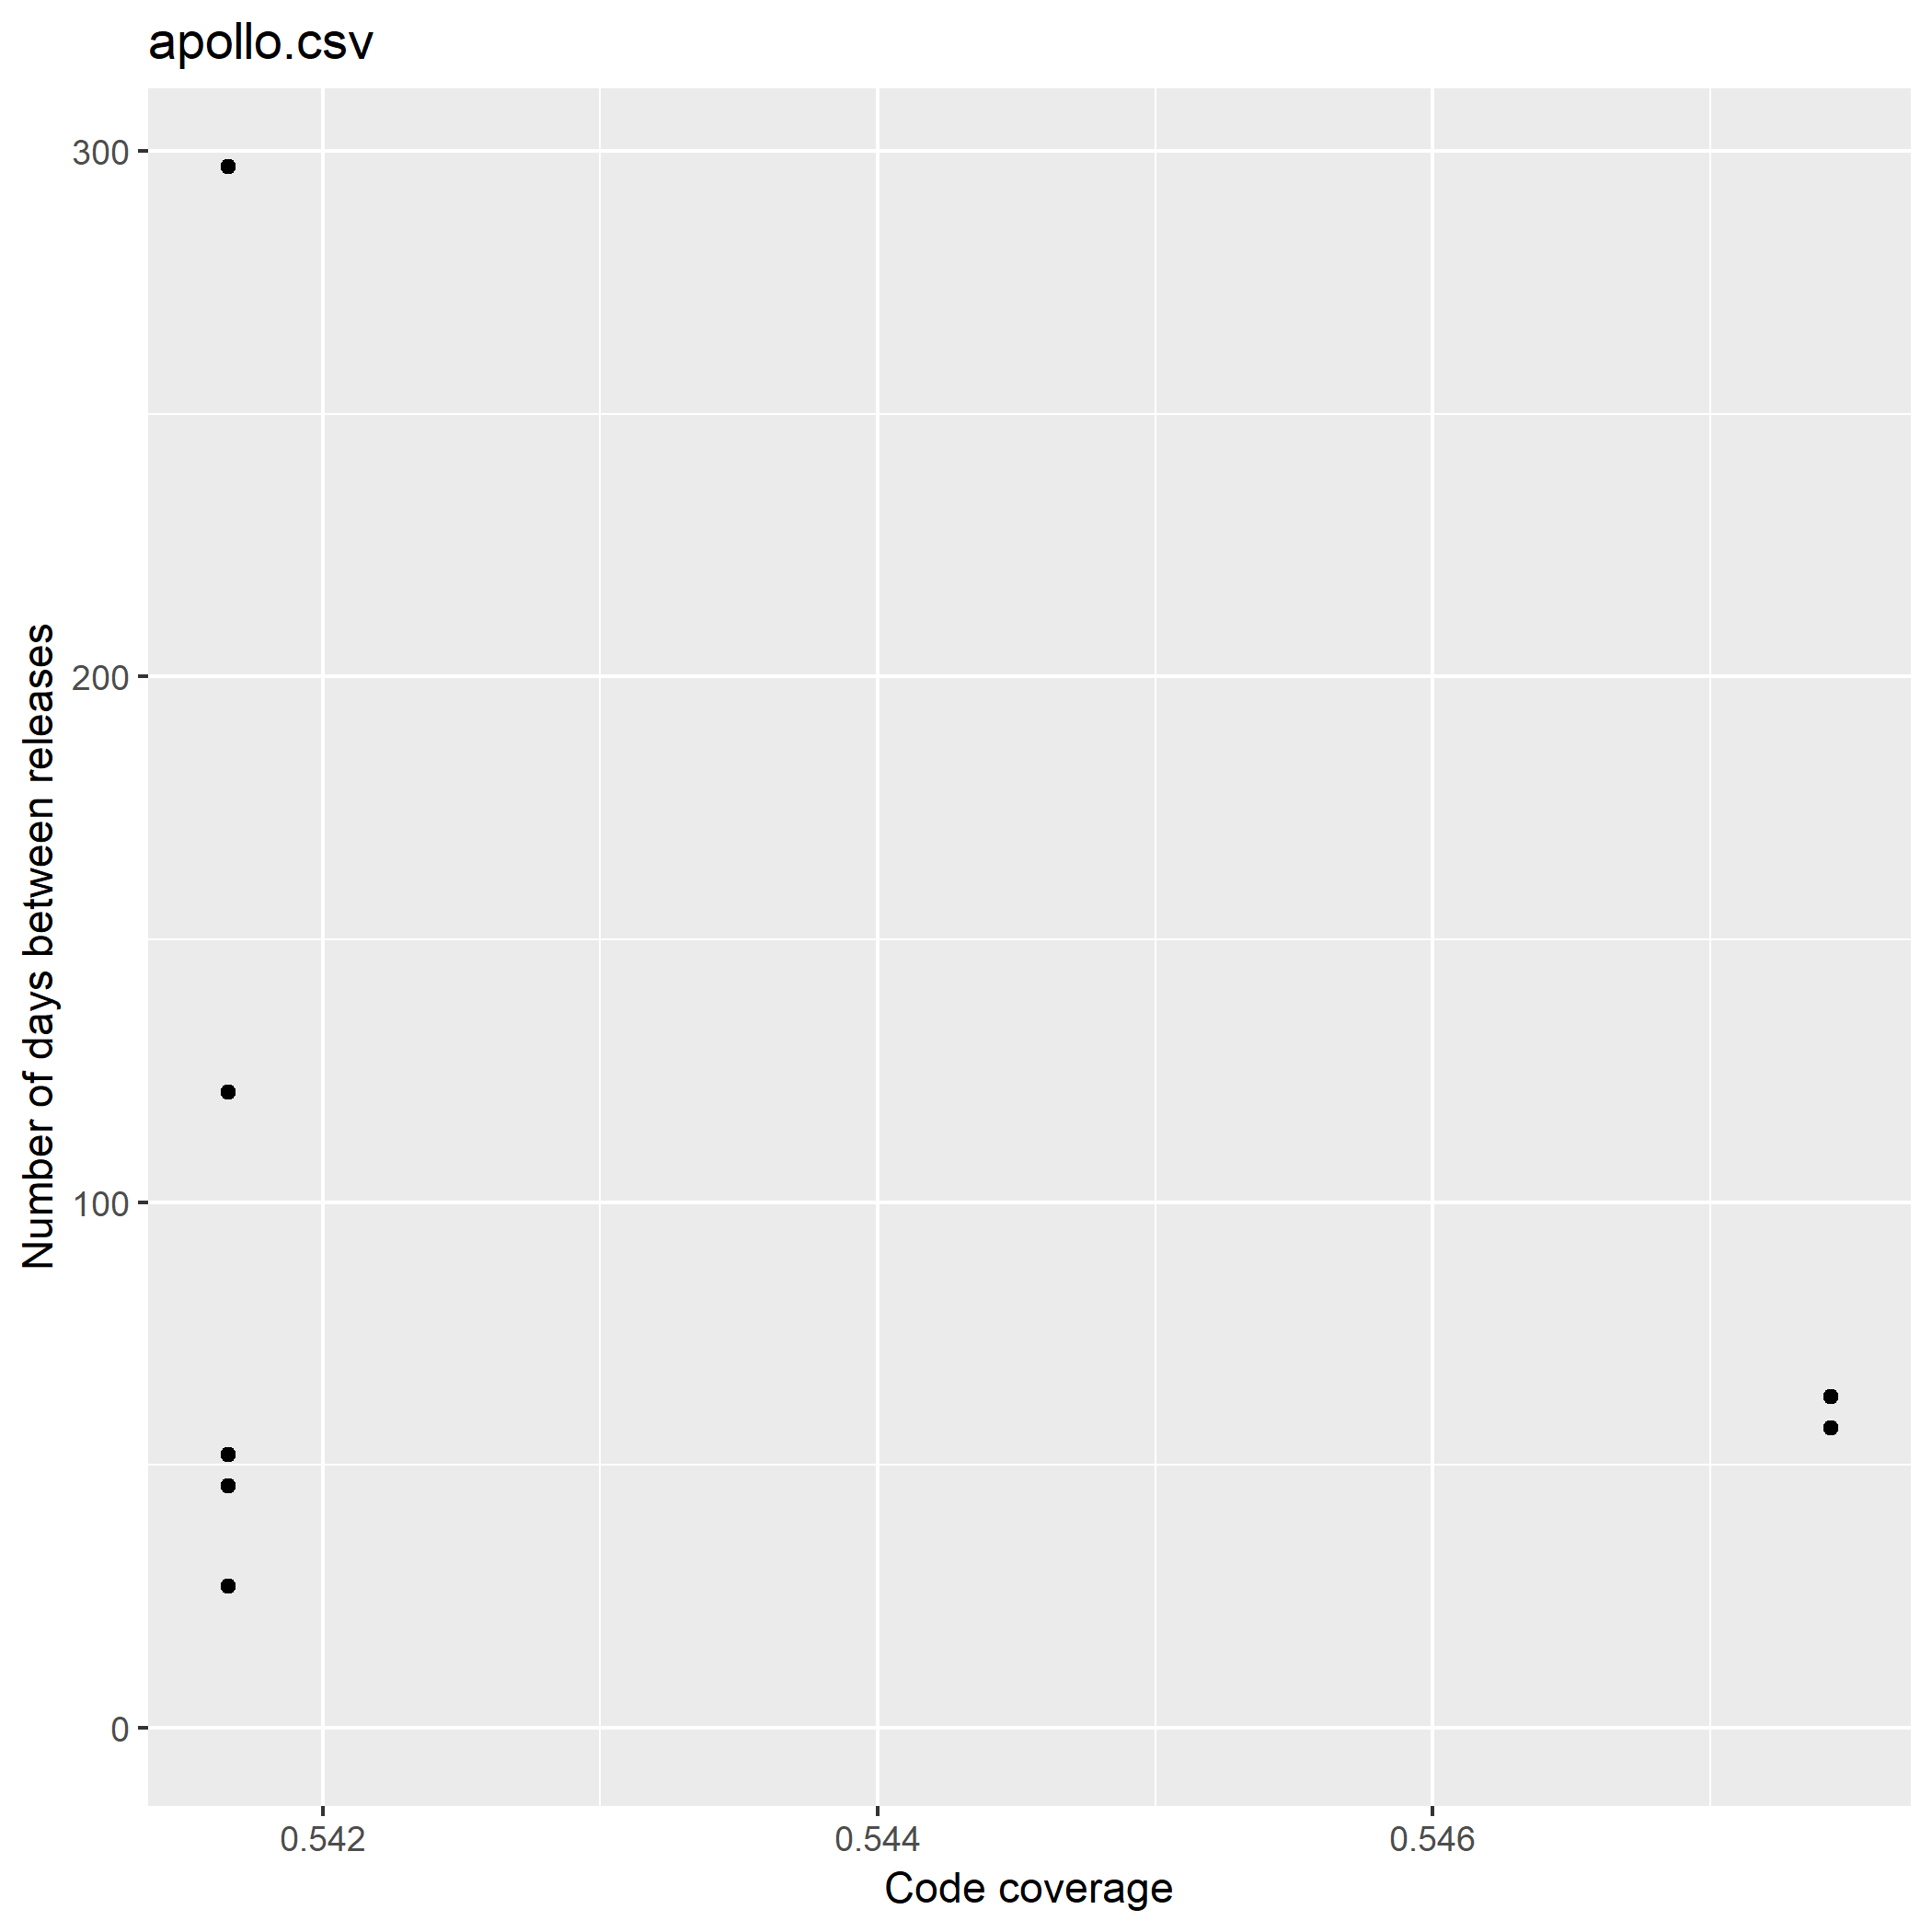 apollo.csv
300
200
100
0
Number of days between releases
0.542
0.544
0.546
Code coverage